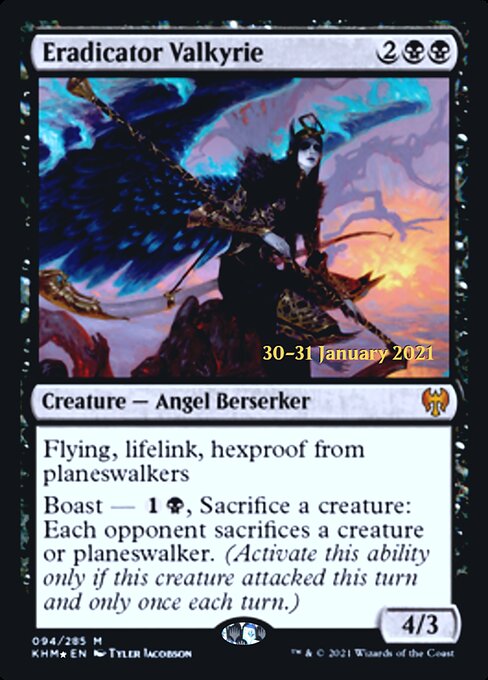 Eradicator Valkyrie 2
30–31 January 2021
Creature — Angel Berserker
Flying, lifelink, hexproof from
planeswalkers
Boast — 1 , Sacrifice a creature:
Each opponent sacrifices a creature
or planeswalker. (Activate this ability
only if this creature attacked this turn
and only once each turn.)
4/3
094/285 M
KHM★EN Tyler Jacobson
™ & © 2021 Wizards of the Coast